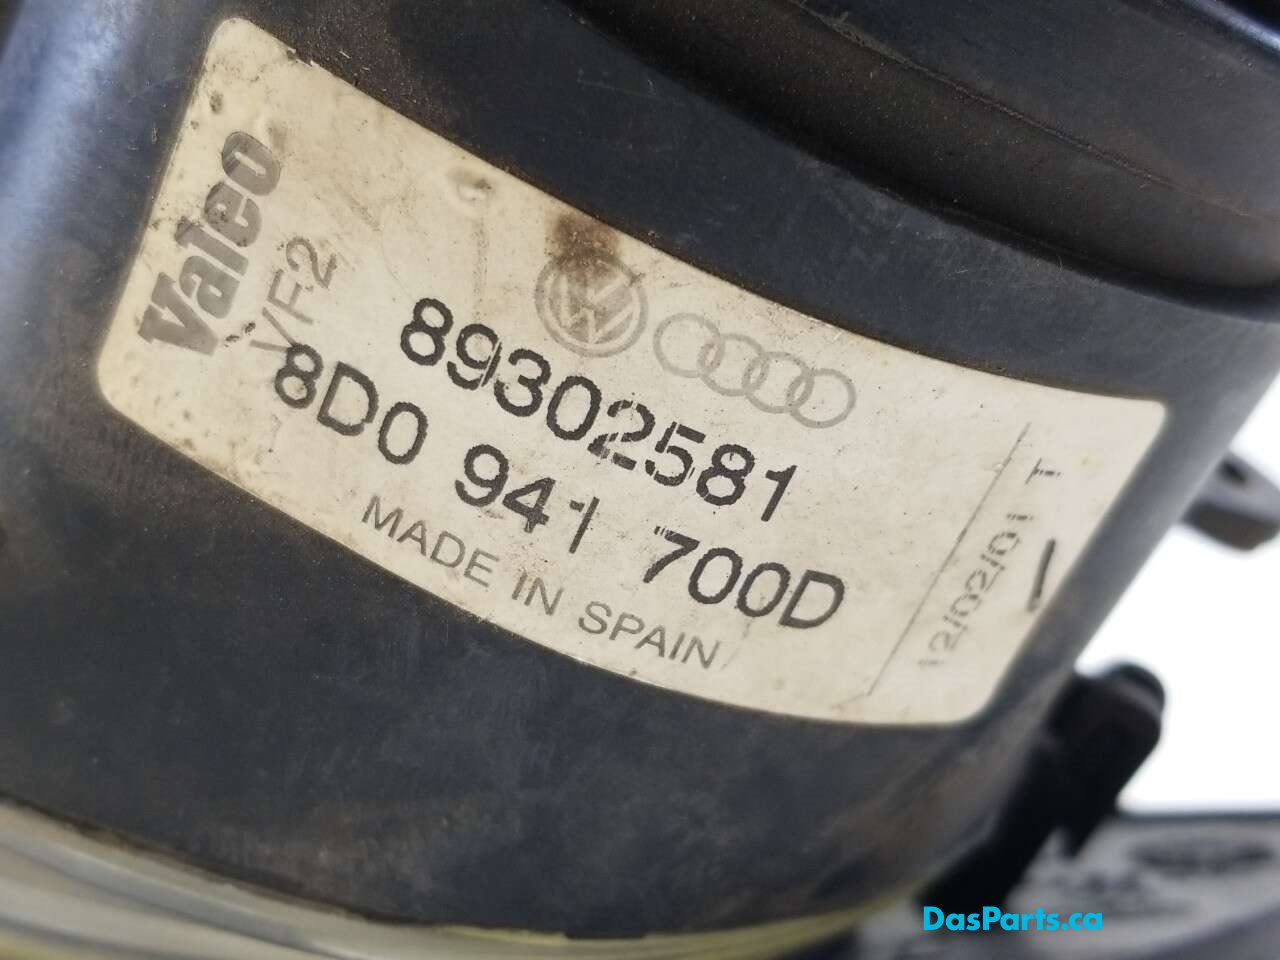 Valeo
VF2
89302581
8D0 941 700D
MADE IN SPAIN
12/02/01 T
DasParts.ca